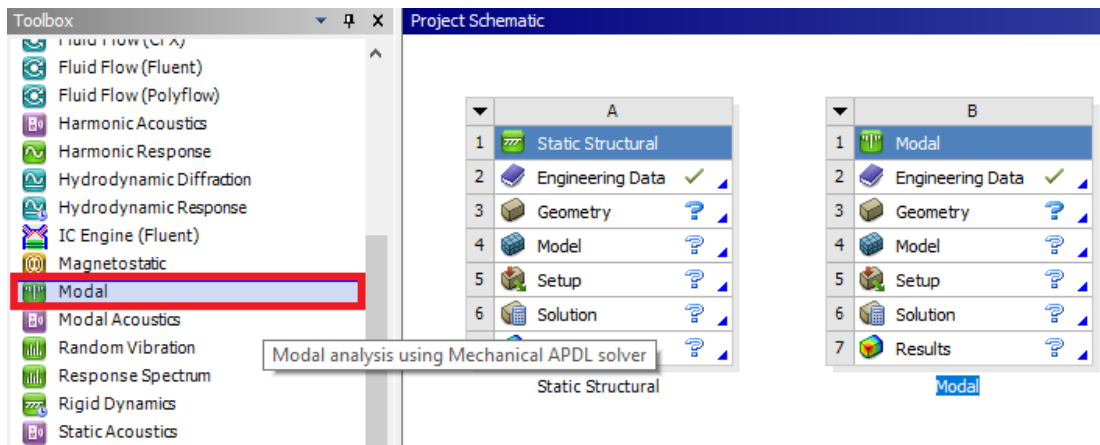 Toolbox
Fluid Flow (CFX)
Fluid Flow (Fluent)
Fluid Flow (Polyflow)
Harmonic Acoustics
Harmonic Response
Hydrodynamic Diffraction
Hydrodynamic Response
IC Engine (Fluent)
Magnetostatic
Modal
Modal Acoustics
Random Vibration
Response Spectrum
Rigid Dynamics
Static Acoustics
Modal analysis using Mechanical APDL solver
Project Schematic
A
1 Static Structural
2 Engineering Data
3 Geometry
4 Model
5 Setup
6 Solution
Static Structural
B
1 Modal
2 Engineering Data
3 Geometry
4 Model
5 Setup
6 Solution
7 Results
Modal